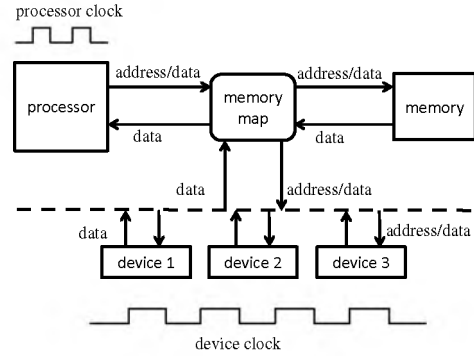 processor clock
address/data
address/data
processor
memory
map
memory
data
data
data
address/data
data
address/data
device 1
device 2
device 3
device clock